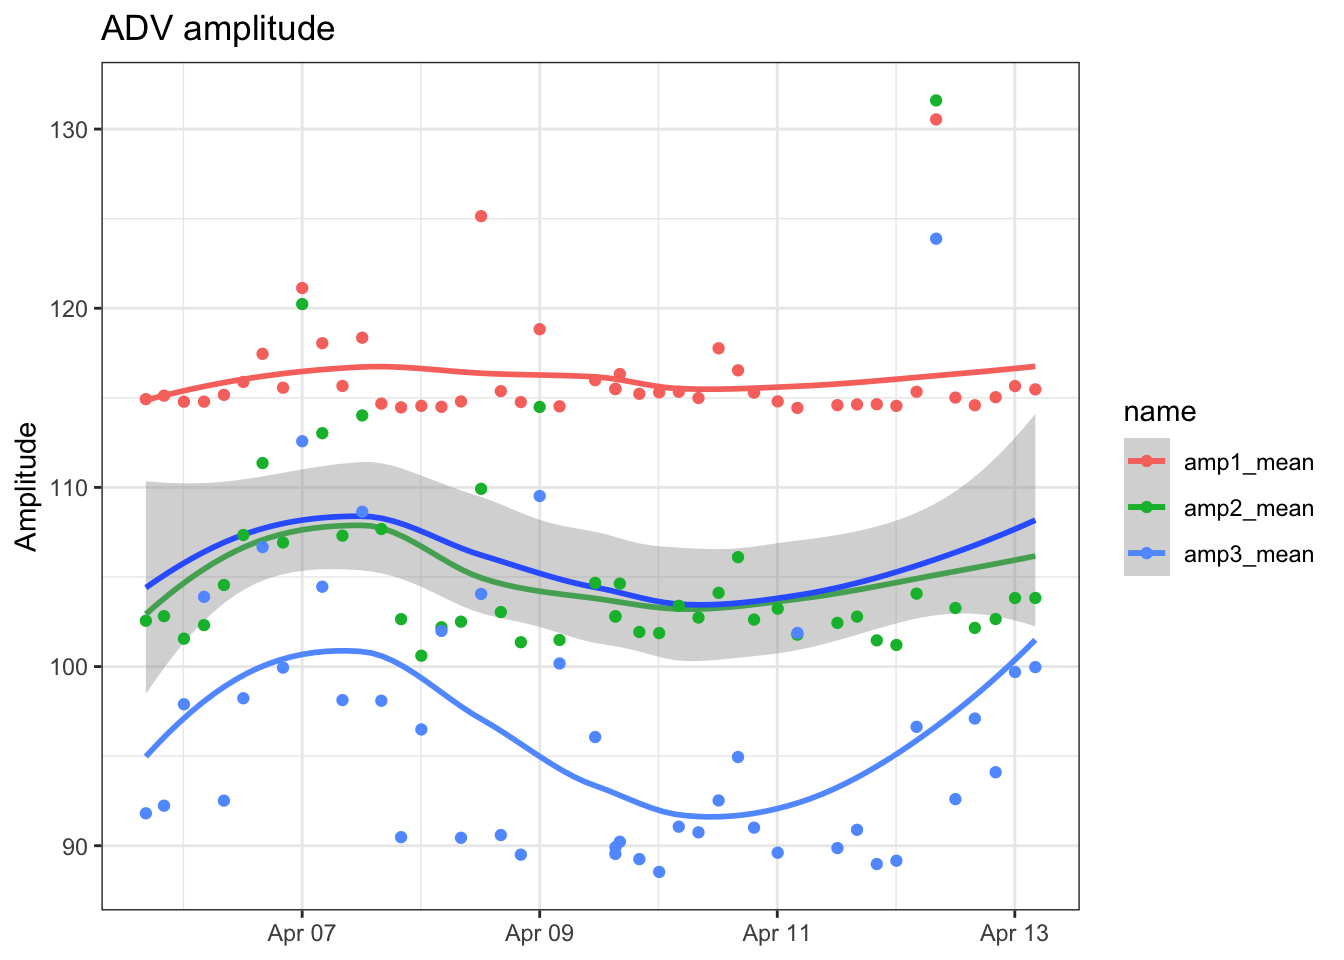 ADV amplitude
Amplitude
130
120
110
100
90
Apr 07
Apr 09
Apr 11
Apr 13
name
amp1_mean
amp2_mean
amp3_mean